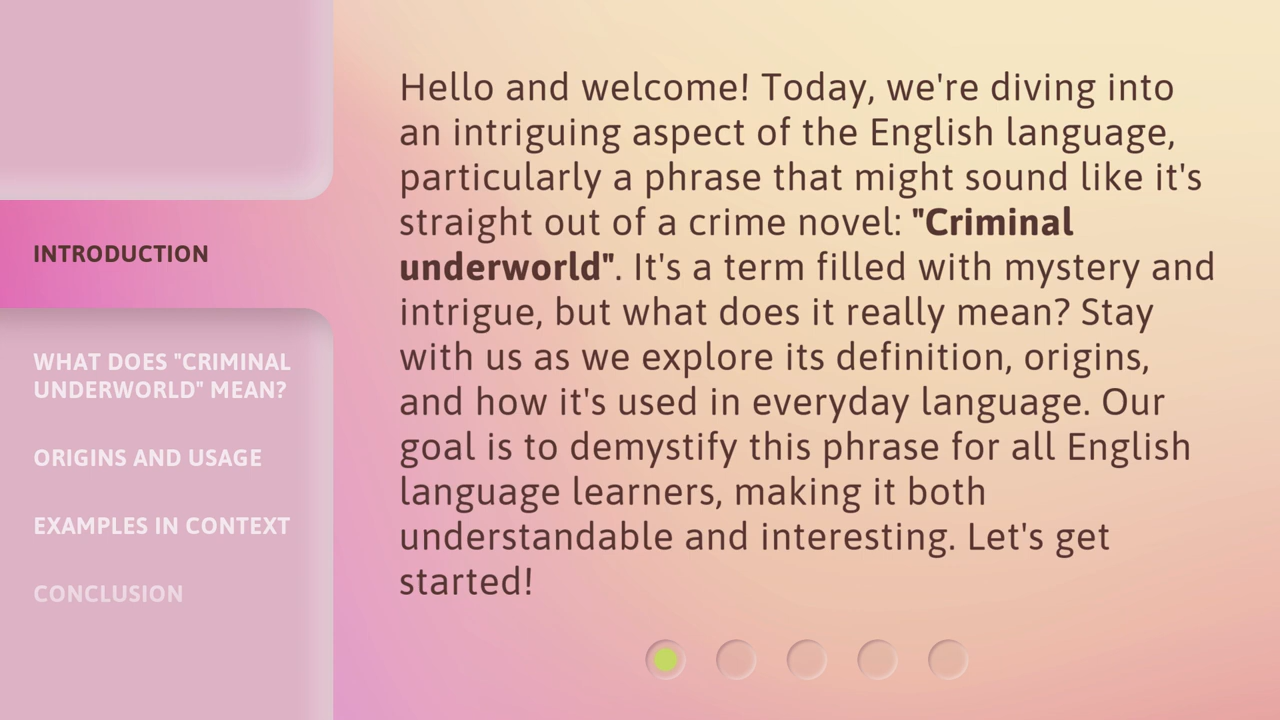 INTRODUCTION
WHAT DOES "CRIMINAL
UNDERWORLD" MEAN?
ORIGINS AND USAGE
EXAMPLES IN CONTEXT
CONCLUSION
Hello and welcome! Today, we're diving into
an intriguing aspect of the English language,
particularly a phrase that might sound like it's
straight out of a crime novel: "Criminal
underworld". It's a term filled with mystery and
intrigue, but what does it really mean? Stay
with us as we explore its definition, origins,
and how it's used in everyday language. Our
goal is to demystify this phrase for all English
language learners, making it both
understandable and interesting. Let's get
started!